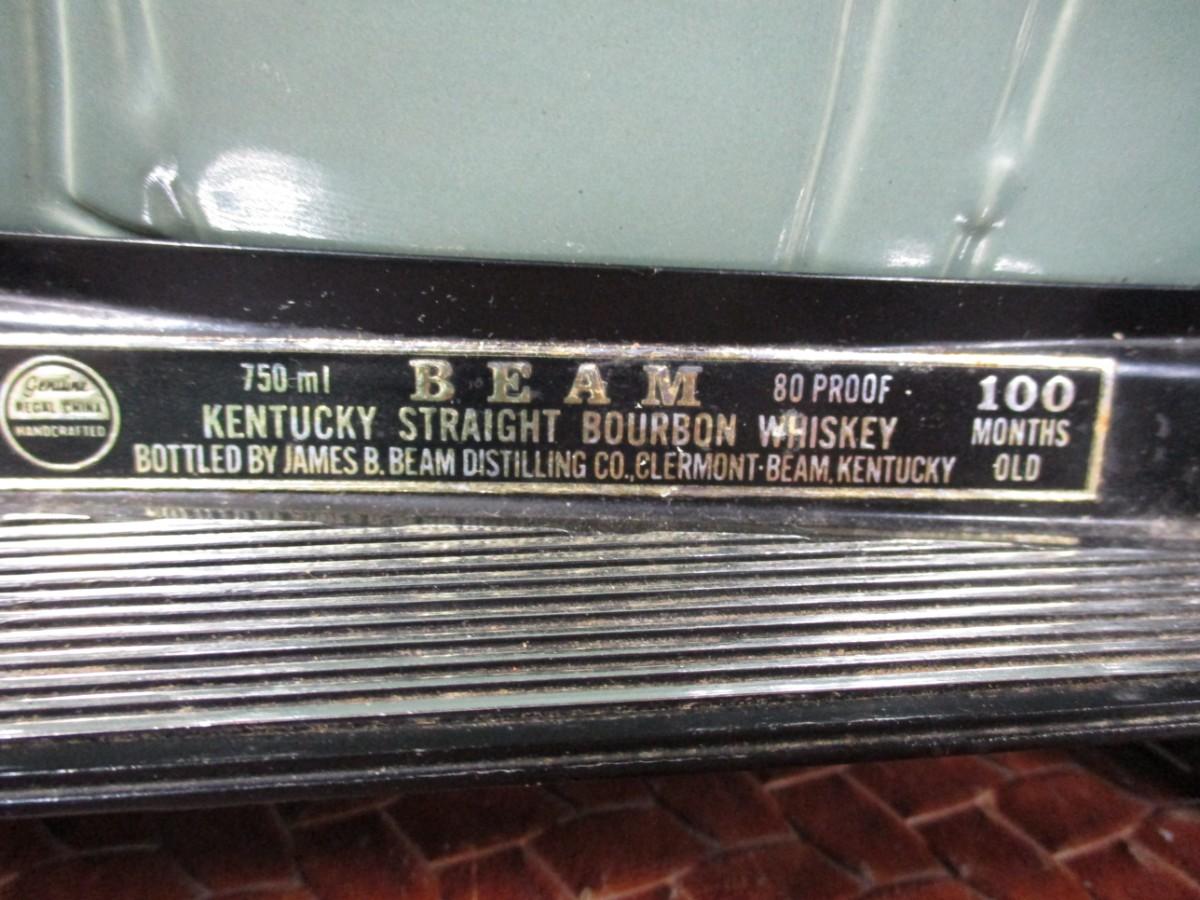 Genuine
REGAL CHINA
HANDCRAFTED
750 ml BEAM 80 PROOF
KENTUCKY STRAIGHT BOURBON WHISKEY
BOTTLED BY JAMES B. BEAM DISTILLING CO., CLERMONT·BEAM, KENTUCKY
100
MONTHS
OLD